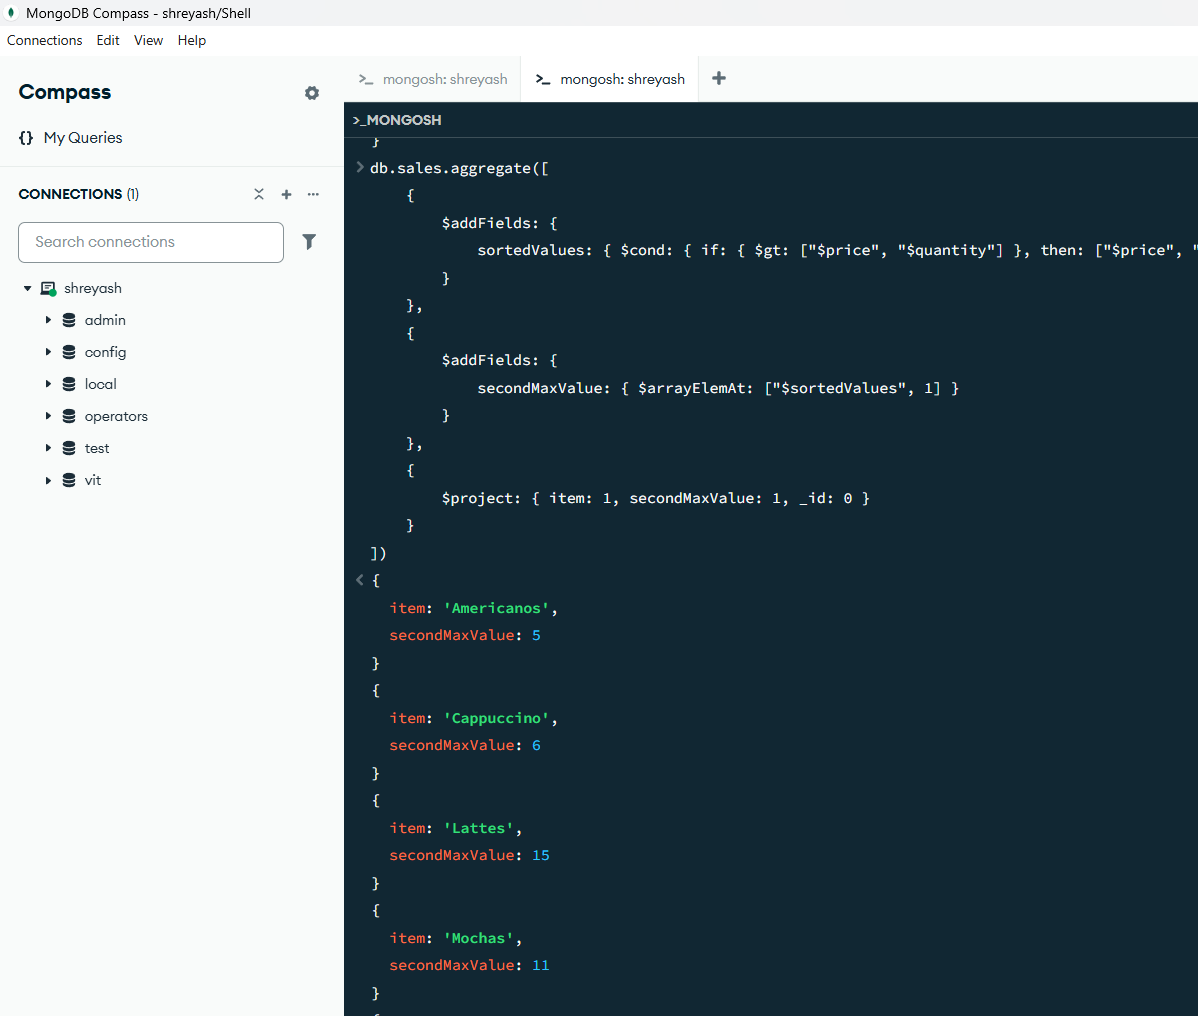 MongoDB Compass - shreyash/Shell
Connections Edit View Help
Compass
{} My Queries
CONNECTIONS (1)
Search connections
shreyash
admin
config
local
operators
test
vit
>_ mongosh: shreyash >_ mongosh: shreyash +
>_MONGOSH
}
> db.sales.aggregate([
{
$addFields: {
sortedValues: { $cond: { if: { $gt: ["$price", "$quantity"] }, then: ["$price", "
}
},
{
$addFields: {
secondMaxValue: { $arrayElemAt: ["$sortedValues", 1] }
}
},
{
$project: { item: 1, secondMaxValue: 1, _id: 0 }
}
])
< {
item: 'Americanos',
secondMaxValue: 5
}
{
item: 'Cappuccino',
secondMaxValue: 6
}
{
item: 'Lattes',
secondMaxValue: 15
}
{
item: 'Mochas',
secondMaxValue: 11
}
{